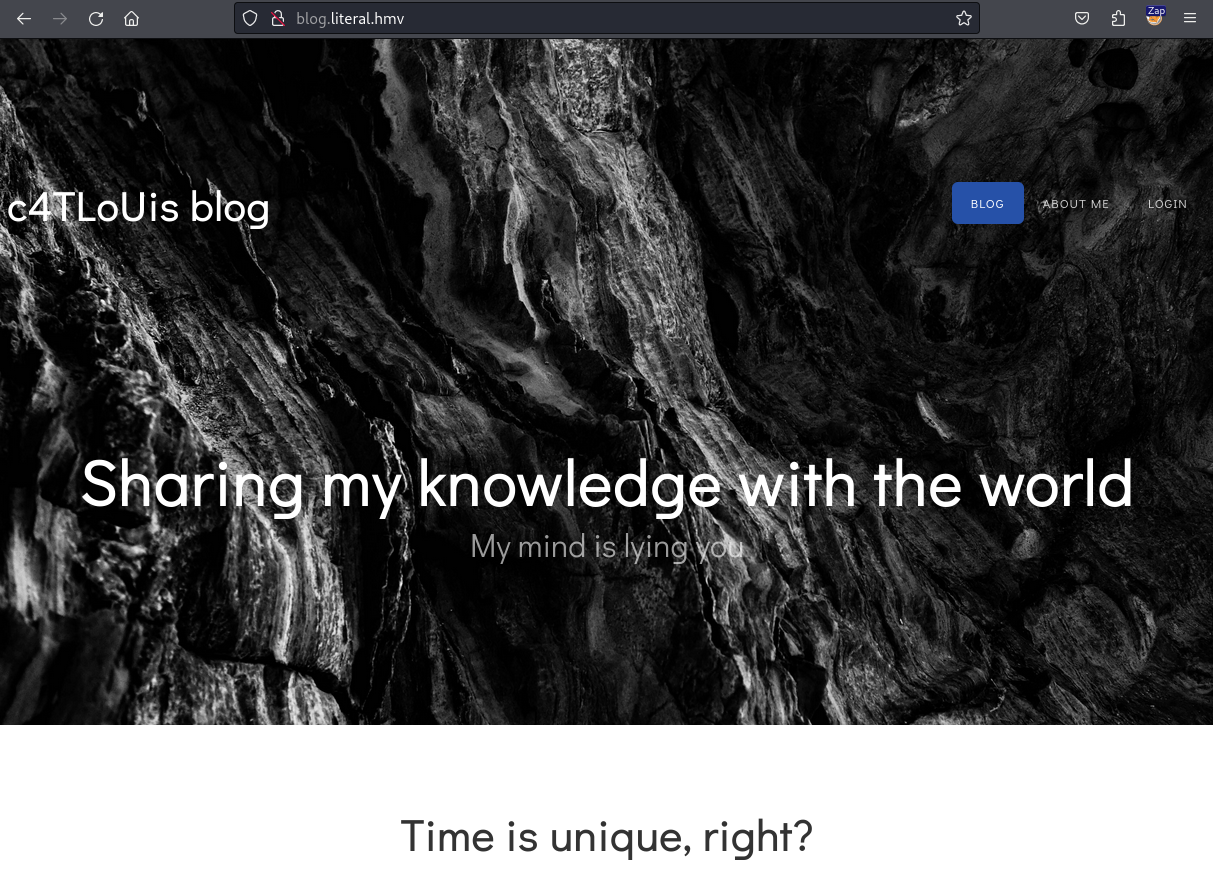 Zap
blog.literal.hmv
c4TLoUis blog
BLOG ABOUT ME LOGIN
Sharing my knowledge with the world
My mind is lying you
Time is unique, right?